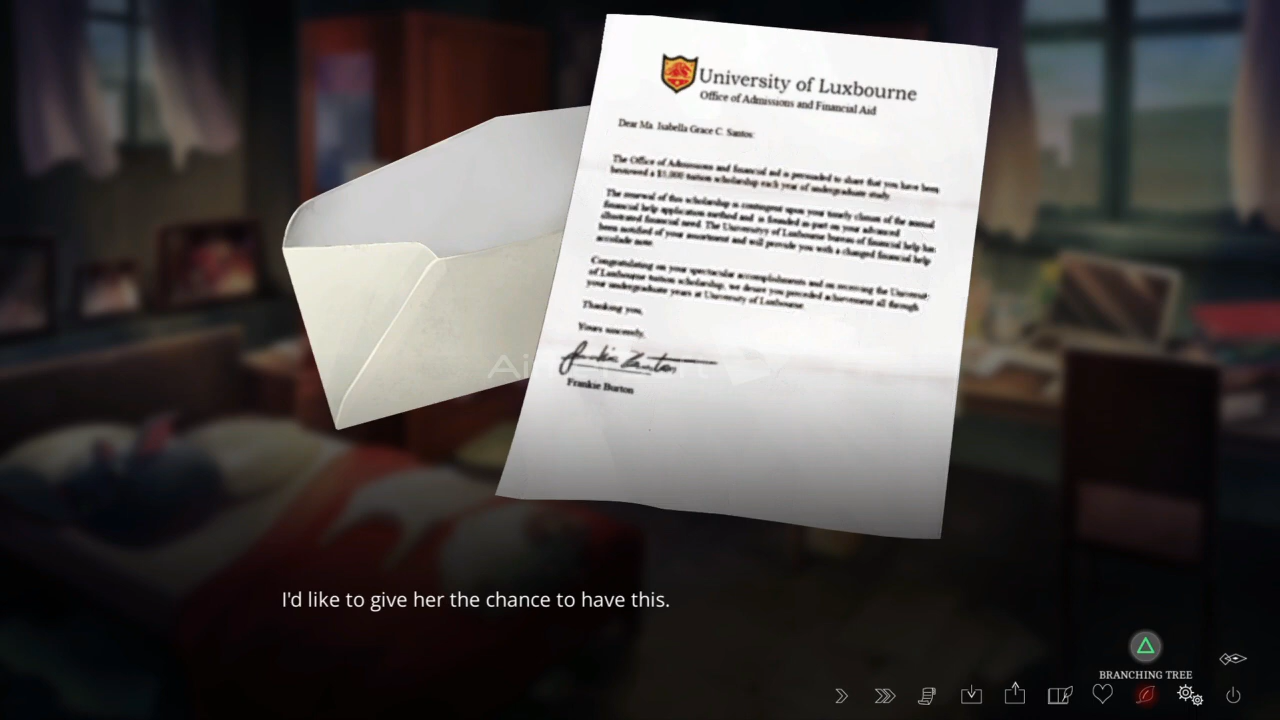 University of Luxbourne
Office of Admissions and Financial Aid
Dear Ma. Isabella Grace C. Santos:
The Office of Admissions and financial aid is persuaded to share that you have been
bestowed a $5,000 tuition scholarship each year of undergraduate study.
The renewal of this scholarship is contingent upon your timely closure of the annual
financial help application method and is founded in part on your advanced
illustrated financial need. The University of Luxbourne bureau of financial help has
been notified of your assortment and will provide you with a changed financial help
accolade note.
Congratulating on your spectacular accomplishments and on receiving the University
of Luxbourne tuition scholarship, we desire you preceded achievement all through
your undergraduate years at University of Luxbourne.
Thanking you,
Yours sincerely,
Frankie Burton
I'd like to give her the chance to have this.
BRANCHING TREE